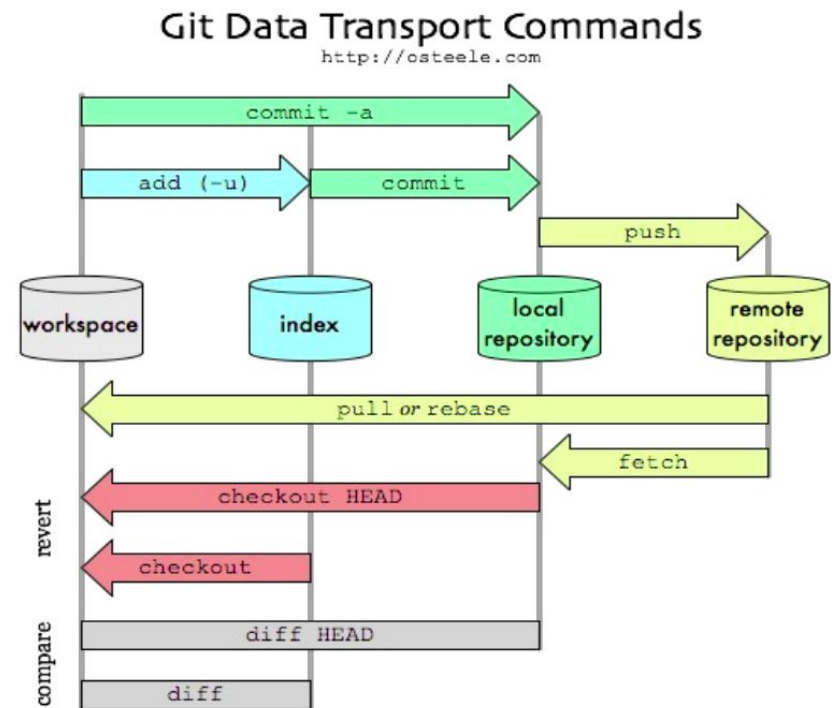 Git Data Transport Commands
http://osteele.com
commit -a
add (-u)
commit
push
workspace
index
local
repository
remote
repository
pull or rebase
fetch
revert
checkout HEAD
checkout
compare
diff HEAD
diff